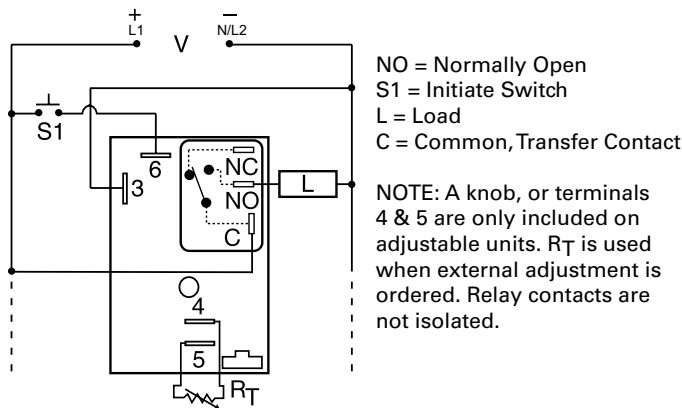 +
L1
V
–
N/L2
S1
6
3
NC
NO
C
L
4
5
RT
NO = Normally Open
S1 = Initiate Switch
L = Load
C = Common, Transfer Contact
NOTE: A knob, or terminals
4 & 5 are only included on
adjustable units. RT is used
when external adjustment is
ordered. Relay contacts are
not isolated.